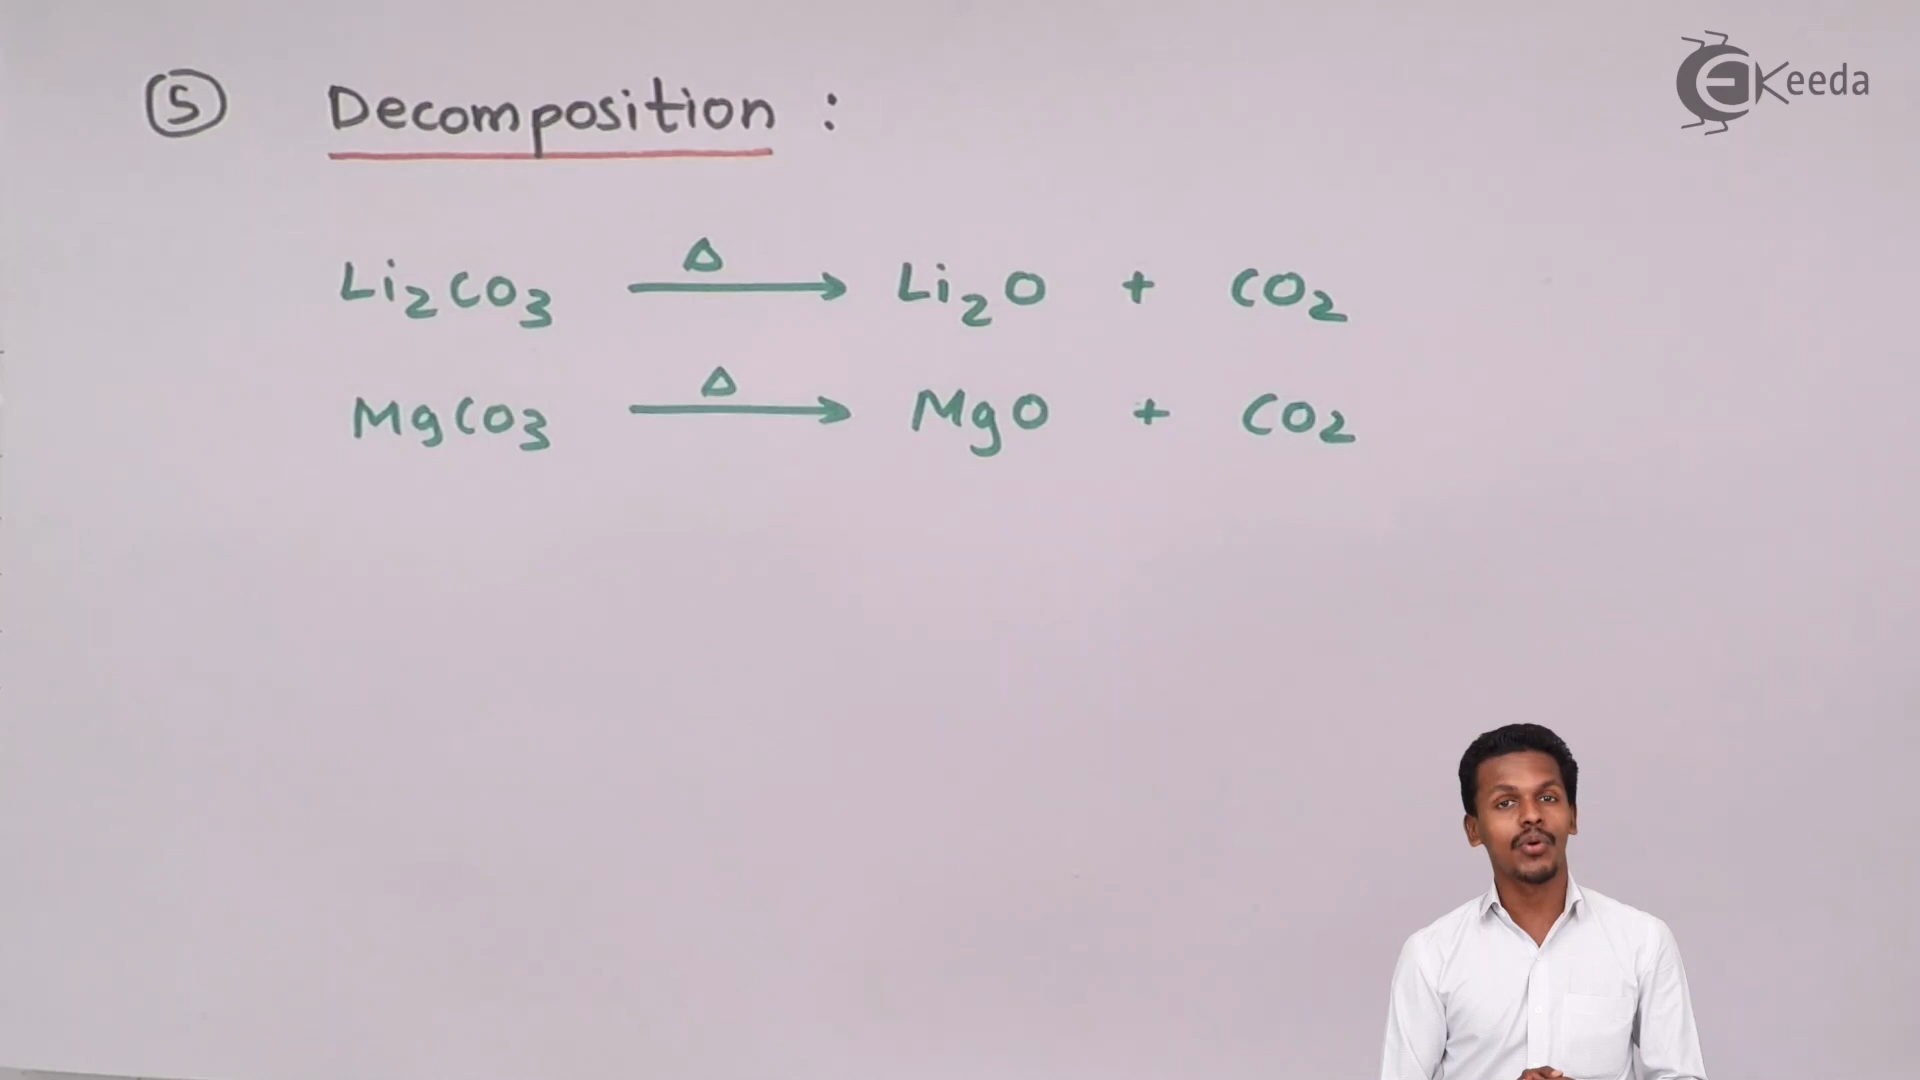 ⑤ Decomposition :
Li₂CO₃ Δ→ Li₂O + CO₂
MgCO₃ Δ→ MgO + CO₂
EKeeda